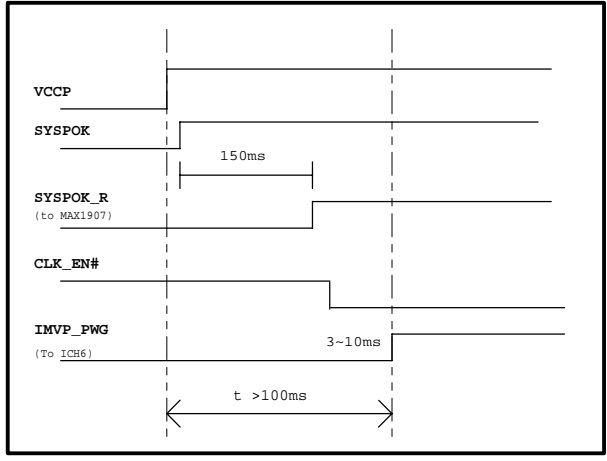 VCCP
SYSPOK
150ms
SYSPOK_R
(to MAX1907)
CLK_EN#
IMVP_PWG
3~10ms
(To ICH6)
t >100ms